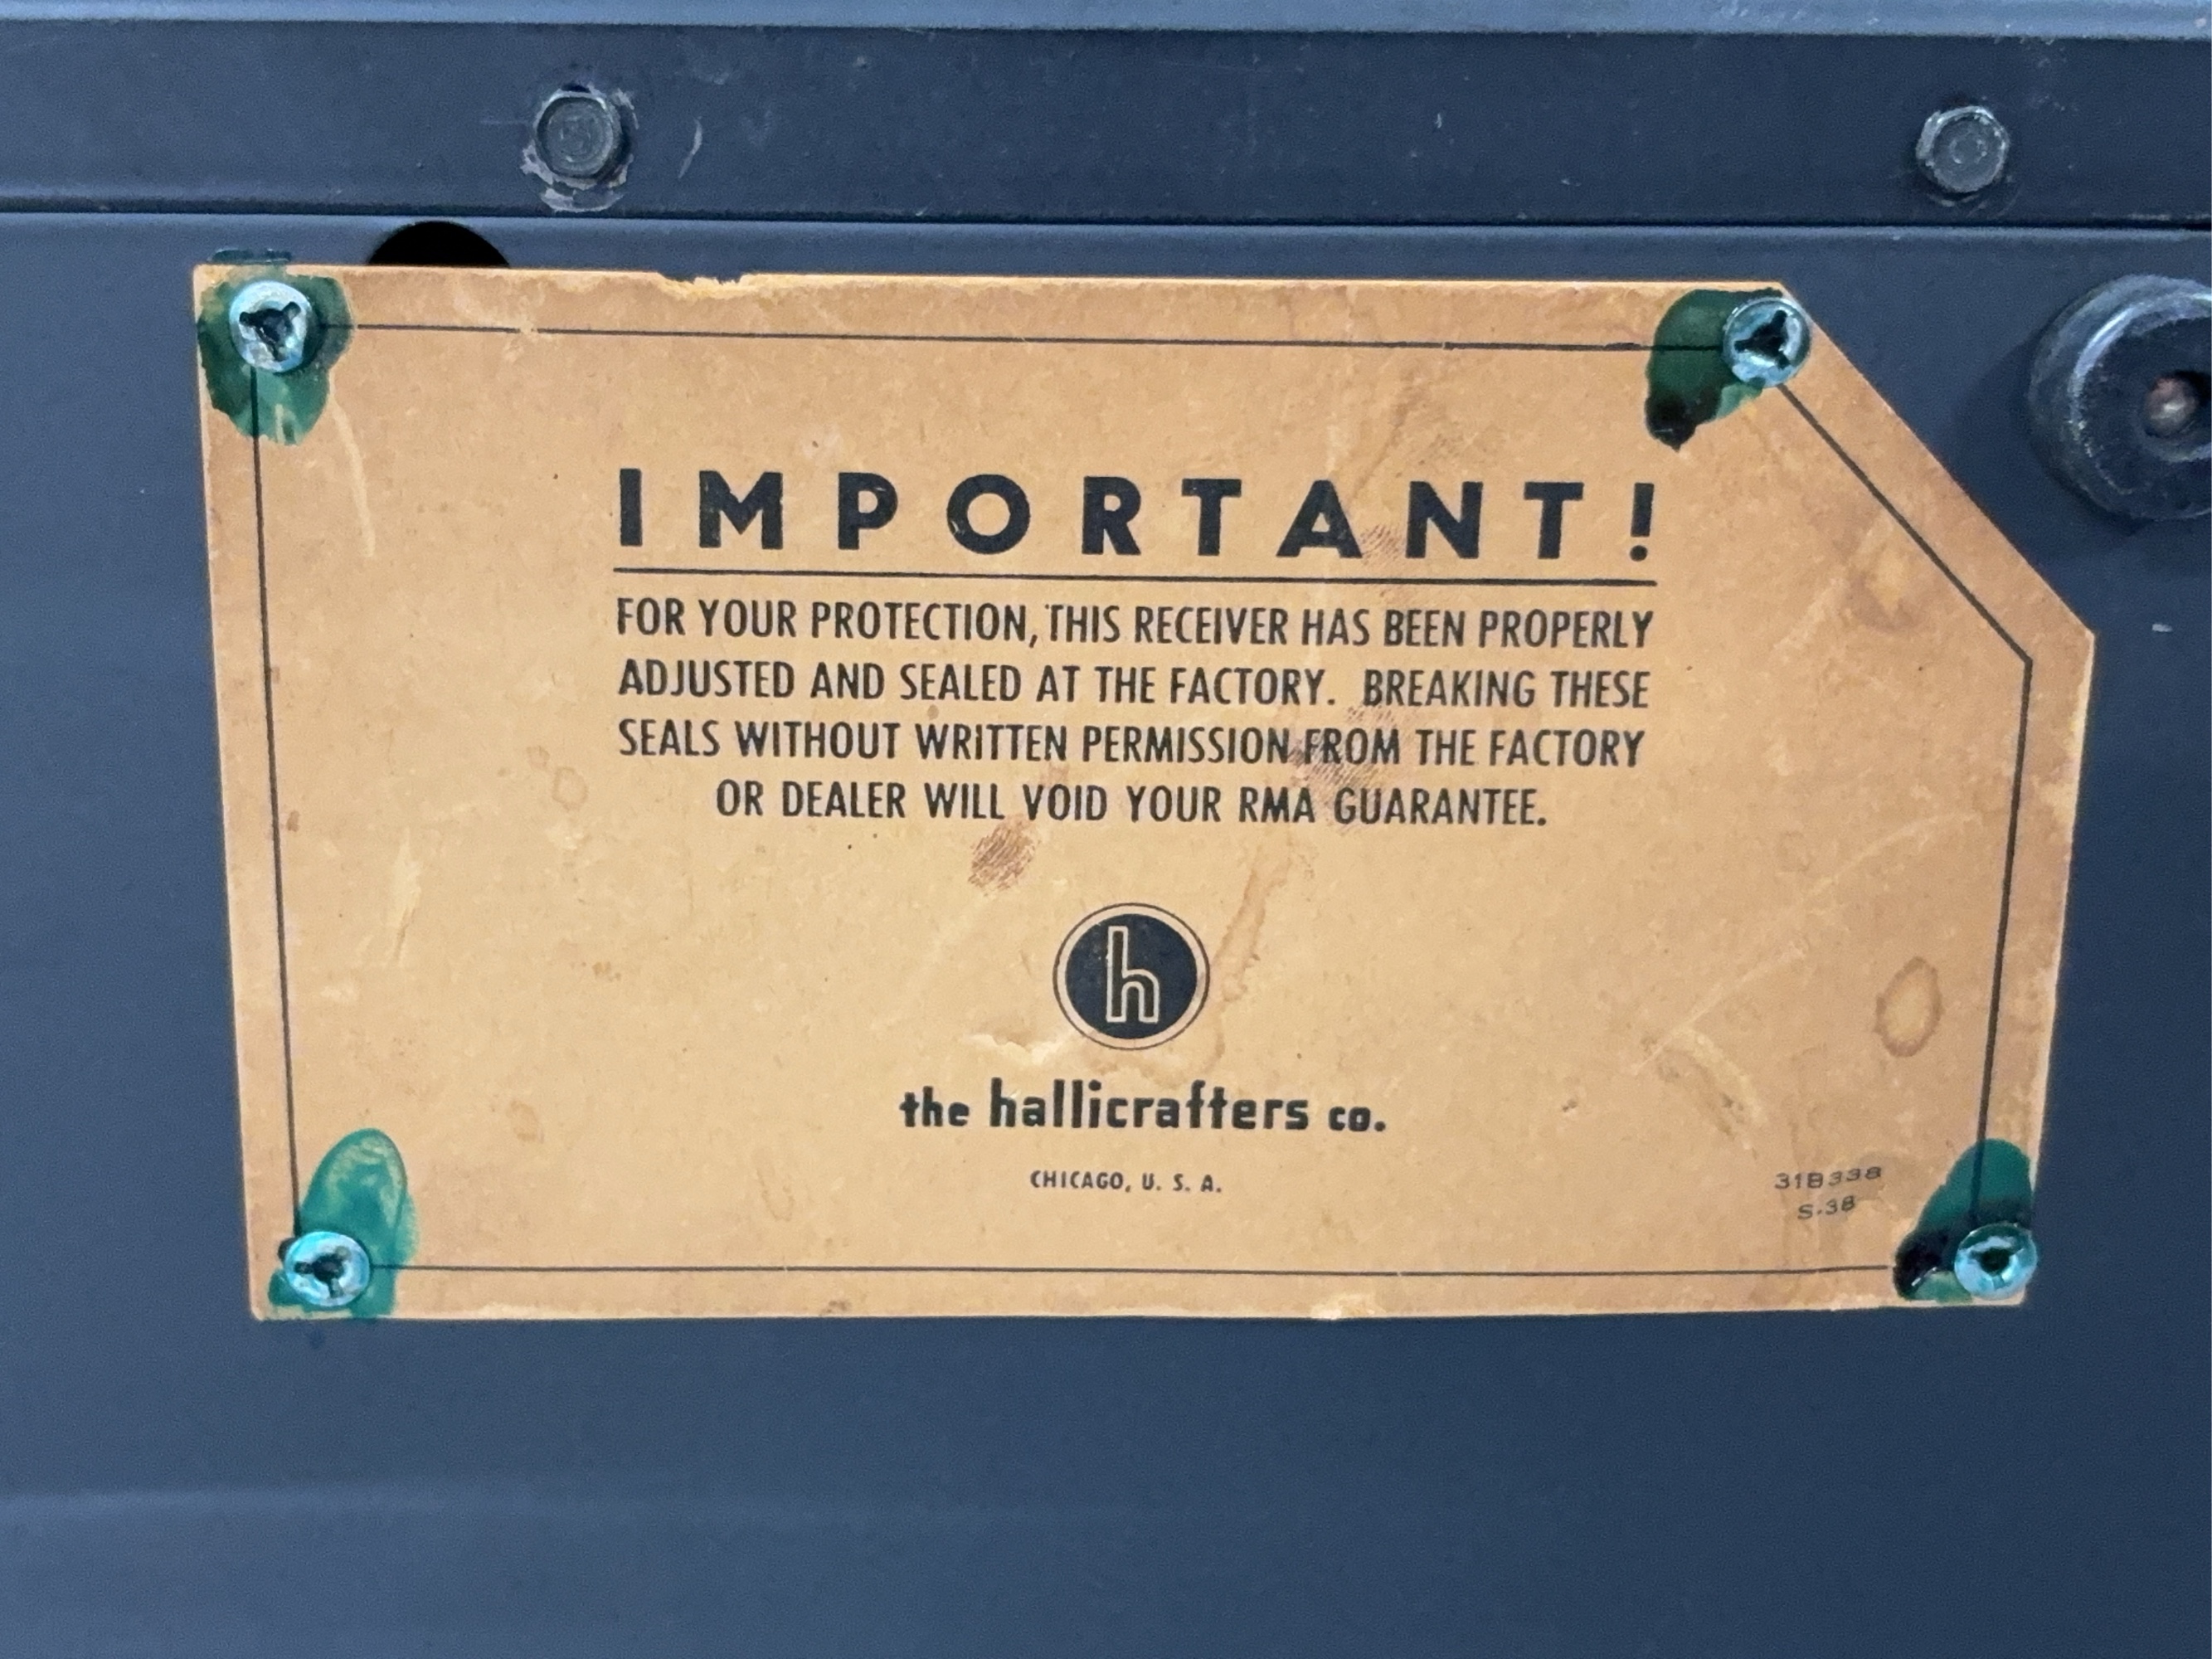 IMPORTANT!
FOR YOUR PROTECTION, THIS RECEIVER HAS BEEN PROPERLY
ADJUSTED AND SEALED AT THE FACTORY. BREAKING THESE
SEALS WITHOUT WRITTEN PERMISSION FROM THE FACTORY
OR DEALER WILL VOID YOUR RMA GUARANTEE.
h
the hallicrafters co.
CHICAGO, U. S. A.
31B338
S-38